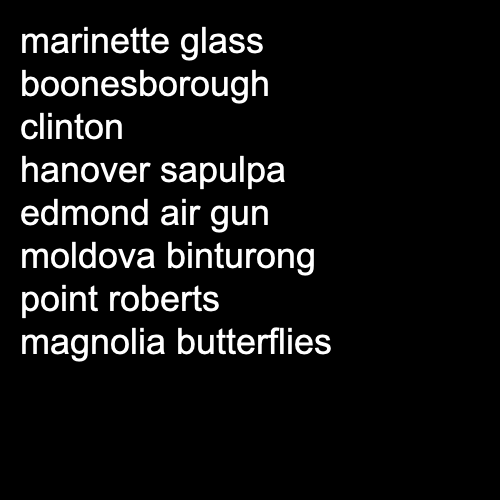 marinette glass
boonesborough
clinton
hanover sapulpa
edmond air gun
moldova binturong
point roberts
magnolia butterflies